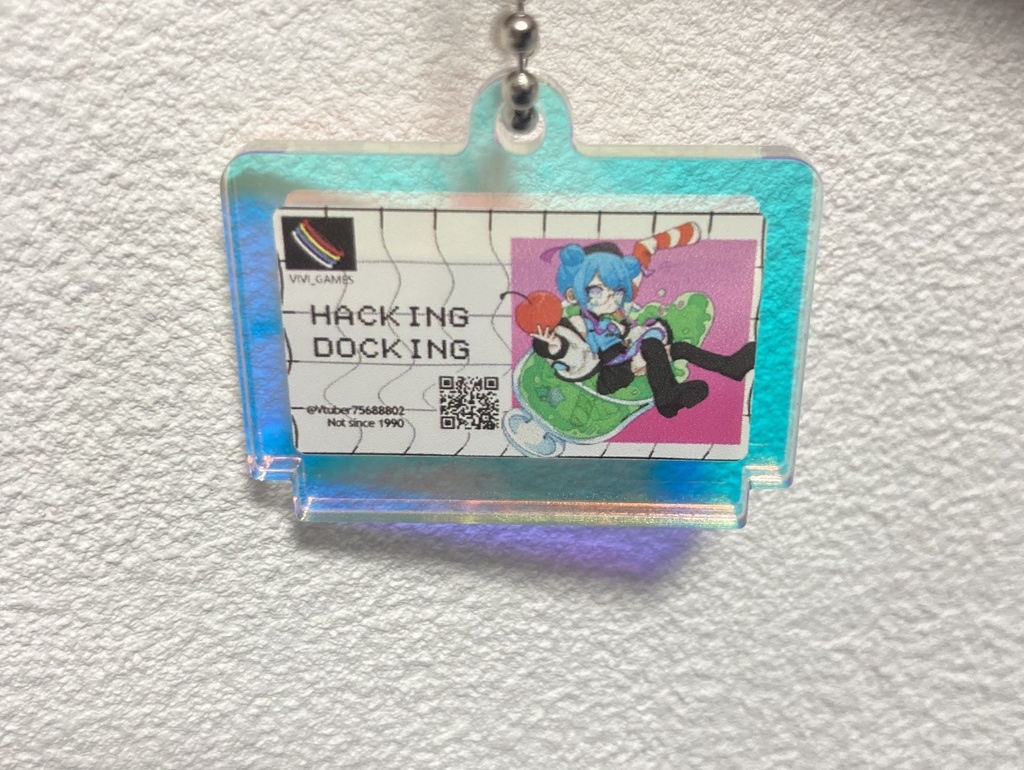 VIVI_GAMES
HACKING
DOCKING
@Vtuber75688802
Not since 1990